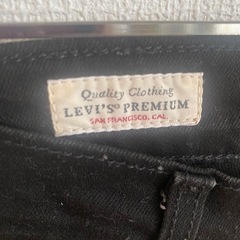 Quality Clothing
LEVI'S® PREMIUM
SAN FRANCISCO, CAL.